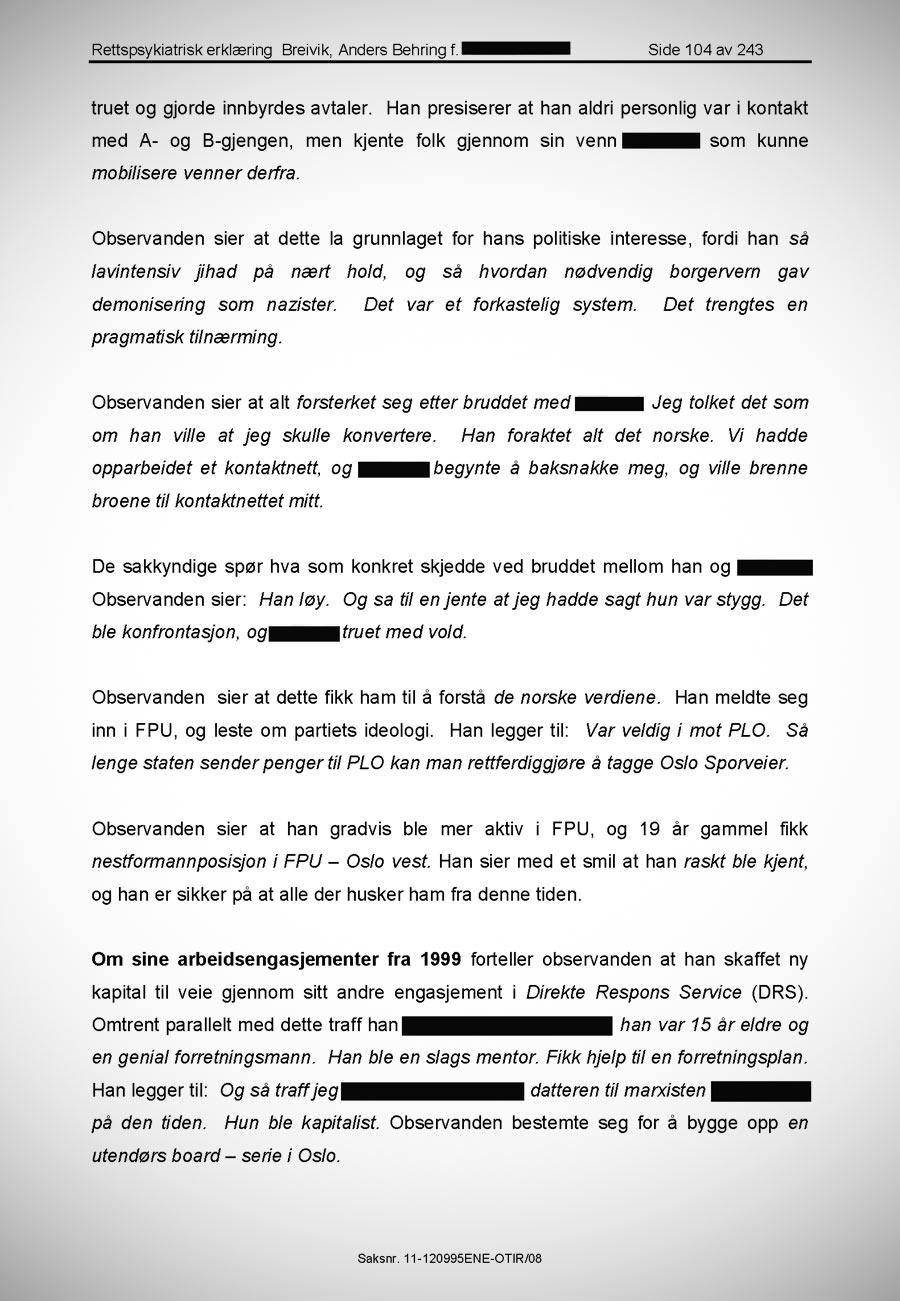 Rettspsykiatrisk erklæring Breivik, Anders Behring f. Side 104 av 243
truet og gjorde innbyrdes avtaler. Han presiserer at han aldri personlig var i kontakt
med A- og B-gjengen, men kjente folk gjennom sin venn som kunne
mobilisere venner derfra.
Observanden sier at dette la grunnlaget for hans politiske interesse, fordi han så
lavintensiv jihad på nært hold, og så hvordan nødvendig borgervern gav
demonisering som nazister. Det var et forkastelig system. Det trengtes en
pragmatisk tilnærming.
Observanden sier at alt forsterket seg etter bruddet med Jeg tolket det som
om han ville at jeg skulle konvertere. Han foraktet alt det norske. Vi hadde
opparbeidet et kontaktnett, og begynte å baksnakke meg, og ville brenne
broene til kontaktnettet mitt.
De sakkyndige spør hva som konkret skjedde ved bruddet mellom han og
Observanden sier: Han løy. Og sa til en jente at jeg hadde sagt hun var stygg. Det
ble konfrontasjon, og truet med vold.
Observanden sier at dette fikk ham til å forstå de norske verdiene. Han meldte seg
inn i FPU, og leste om partiets ideologi. Han legger til: Var veldig i mot PLO. Så
lenge staten sender penger til PLO kan man rettferdiggjøre å tagge Oslo Sporveier.
Observanden sier at han gradvis ble mer aktiv i FPU, og 19 år gammel fikk
nestformannposisjon i FPU – Oslo vest. Han sier med et smil at han raskt ble kjent,
og han er sikker på at alle der husker ham fra denne tiden.
Om sine arbeidsengasjementer fra 1999 forteller observanden at han skaffet ny
kapital til veie gjennom sitt andre engasjement i Direkte Respons Service (DRS).
Omtrent parallelt med dette traff han han var 15 år eldre og
en genial forretningsmann. Han ble en slags mentor. Fikk hjelp til en forretningsplan.
Han legger til: Og så traff jeg datteren til marxisten
på den tiden. Hun ble kapitalist. Observanden bestemte seg for å bygge opp en
utendørs board – serie i Oslo.
Saksnr. 11-120995ENE-OTIR/08